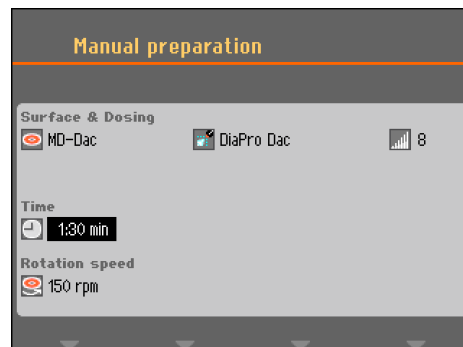 Manual preparation
Surface & Dosing
MD-Dac DiaPro Dac 8
Time
1:30 min
Rotation speed
150 rpm